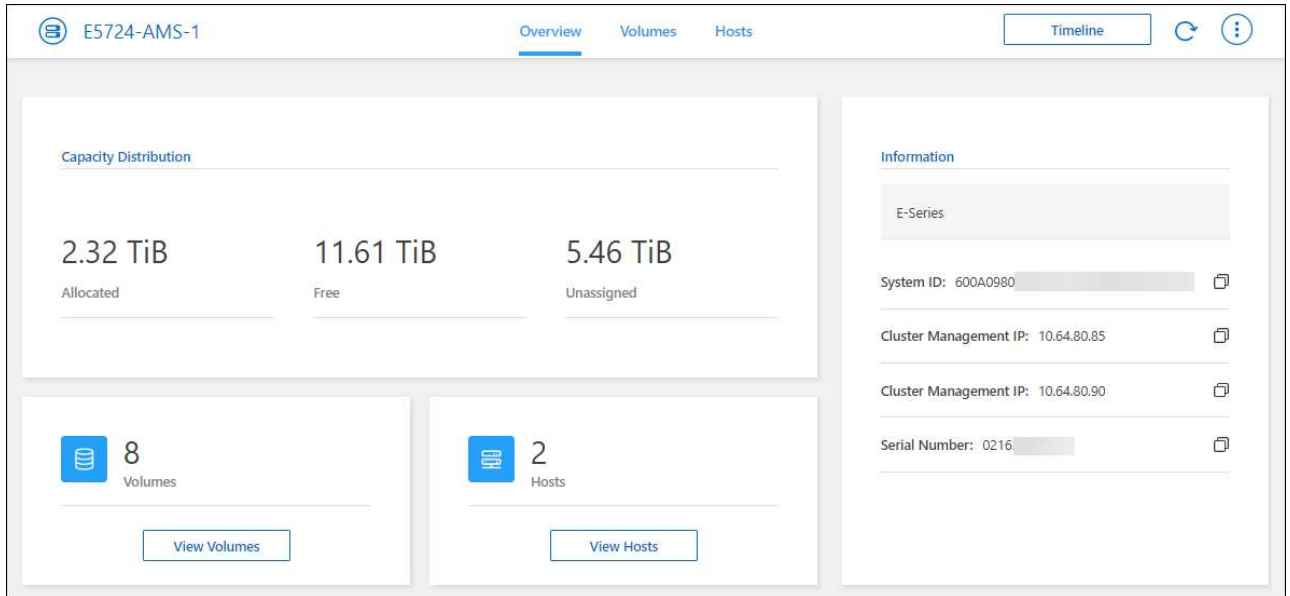 E5724-AMS-1
Overview Volumes Hosts
Timeline
Capacity Distribution
2.32 TiB 11.61 TiB 5.46 TiB
Allocated Free Unassigned
8
Volumes
View Volumes
2
Hosts
View Hosts
Information
E-Series
System ID: 600A0980
Cluster Management IP: 10.64.80.85
Cluster Management IP: 10.64.80.90
Serial Number: 0216